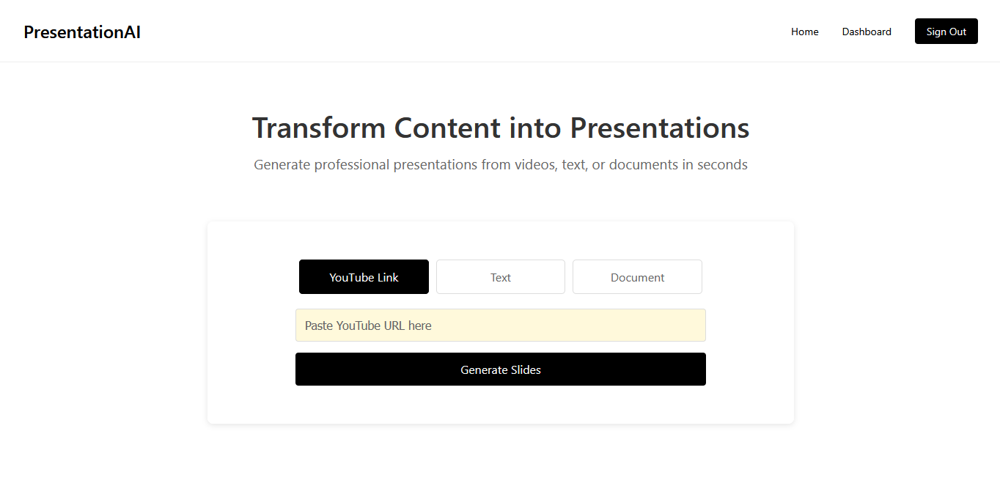 PresentationAI
Home
Dashboard
Sign Out
Transform Content into Presentations
Generate professional presentations from videos, text, or documents in seconds
YouTube Link
Text
Document
Paste YouTube URL here
Generate Slides